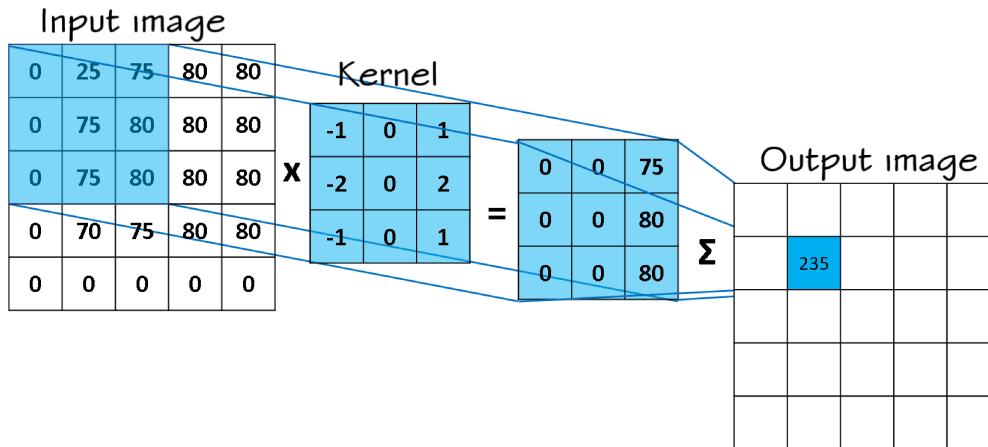 Input image
0 25 75 80 80
0 75 80 80 80
0 75 80 80 80
0 70 75 80 80
0 0 0 0 0
x
Kernel
-1 0 1
-2 0 2
-1 0 1
=
0 0 75
0 0 80
0 0 80
Σ
Output image
235